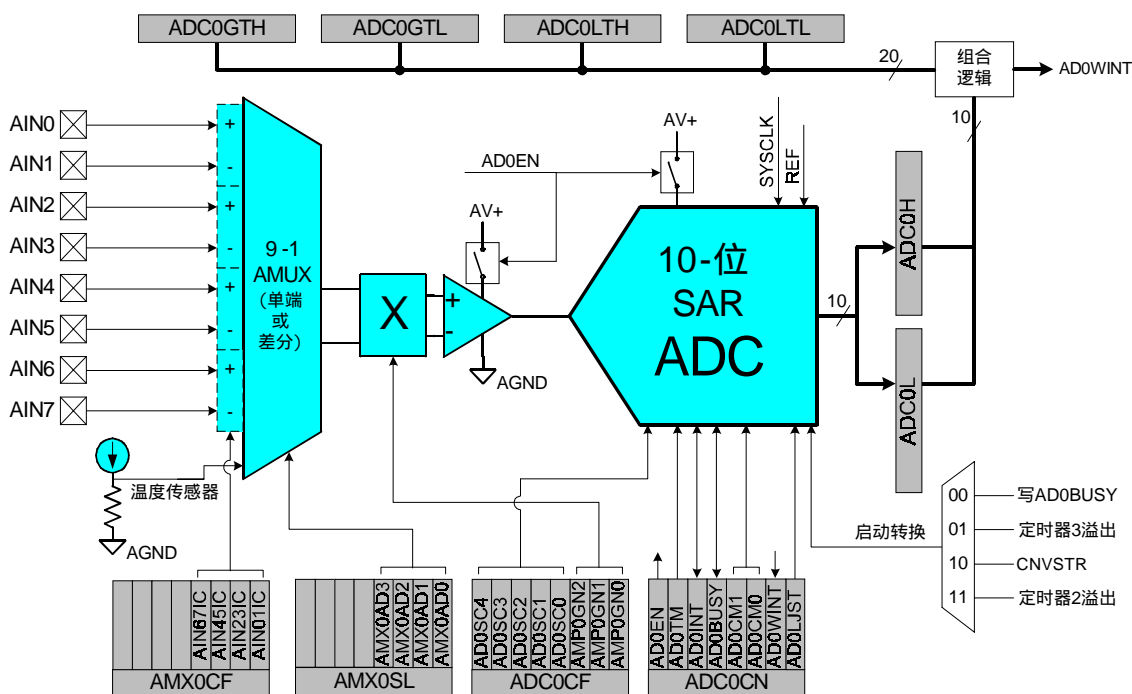 ADC0GTH
ADC0GTL
ADC0LTH
ADC0LTL
20
组合
逻辑
AD0WINT
10
AIN0
+
AIN1
-
AIN2
+
AIN3
-
AIN4
+
AIN5
-
AIN6
+
AIN7
-
9-1
AMUX
(单端
或
差分)
X
+
-
AD0EN
AV+
AV+
AGND
SYSCLK
REF
10-位
SAR
ADC
10
ADC0H
ADC0L
温度传感器
AGND
启动转换
00
写AD0BUSY
01
定时器3溢出
10
CNVSTR
11
定时器2溢出
AIN67IC
AIN45IC
AIN23IC
AIN01IC
AMX0CF
AMX0AD3
AMX0AD2
AMX0AD1
AMX0AD0
AMX0SL
AD0SC4
AD0SC3
AD0SC2
AD0SC1
AD0SC0
AMP0GN2
AMP0GN1
AMP0GN0
ADC0CF
AD0EN
AD0TM
AD0INT
AD0BUSY
AD0CM1
AD0CM0
AD0WINT
AD0LJST
ADC0CN